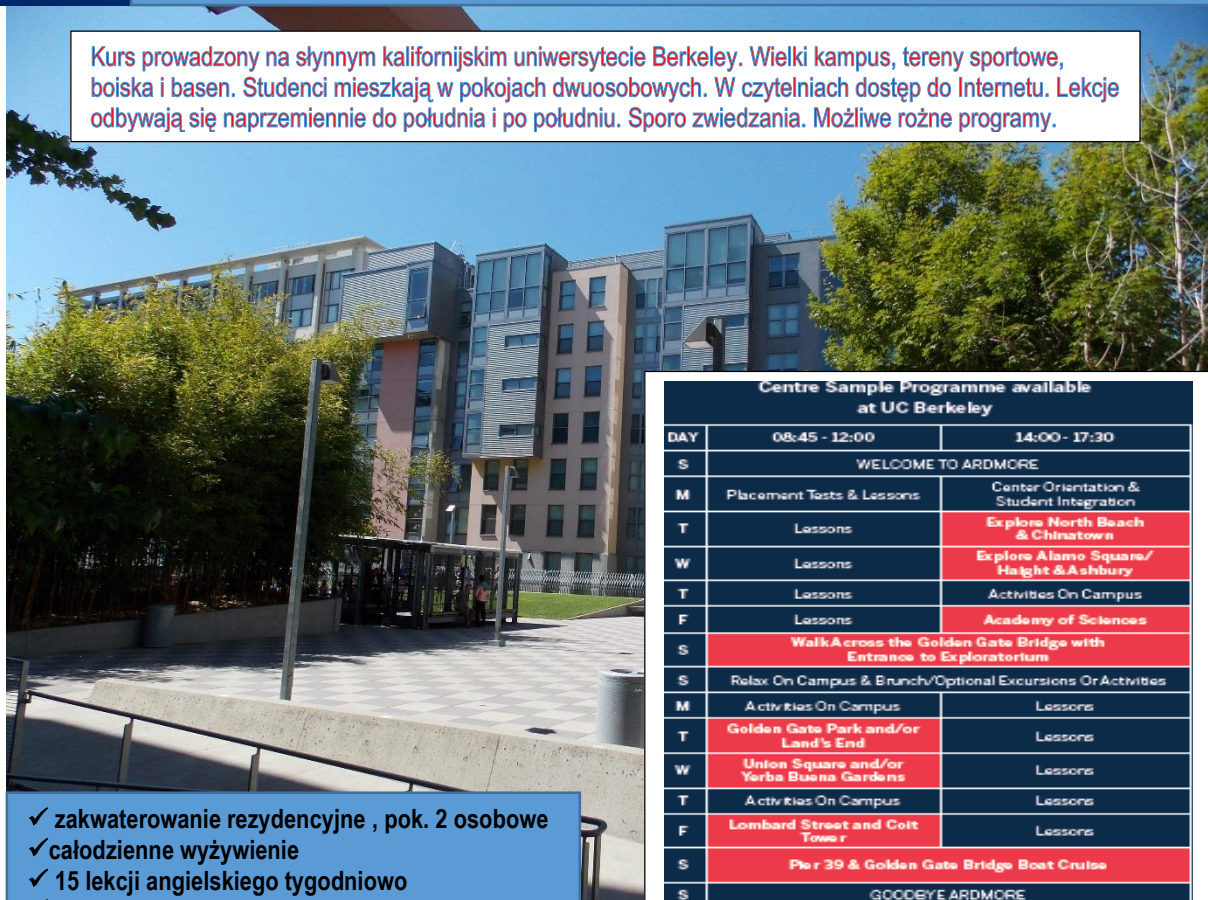 Kurs prowadzony na słynnym kalifornijskim uniwersytecie Berkeley. Wielki kampus, tereny sportowe,
boiska i basen. Studenci mieszkają w pokojach dwuosobowych. W czytelniach dostęp do Internetu. Lekcje
odbywają się naprzemiennie do południa i po południu. Sporo zwiedzania. Możliwe rożne programy.
Centre Sample Programme available
at UC Berkeley
DAY 08:45 - 12:00 14:00 - 17:30
S WELCOME TO ARDMORE
M Placement Tests & Lessons Center Orientation &
Student Integration
T Lessons Explore North Beach
& Chinatown
W Lessons Explore Alamo Square/
Haight & Ashbury
T Lessons Activities On Campus
F Lessons Academy of Sciences
S Walk Across the Golden Gate Bridge with
Entrance to Exploratorium
S Relax On Campus & Brunch/Optional Excursions Or Activities
M Activities On Campus Lessons
T Golden Gate Park and/or
Land's End Lessons
W Union Square and/or
Yerba Buena Gardens Lessons
T Activities On Campus Lessons
F Lombard Street and Coit
Tower Lessons
S Pier 39 & Golden Gate Bridge Boat Cruise
S GOODBYE ARDMORE
✓ zakwaterowanie rezydencyjne , pok. 2 osobowe
✓całodzienne wyżywienie
✓ 15 lekcji angielskiego tygodniowo